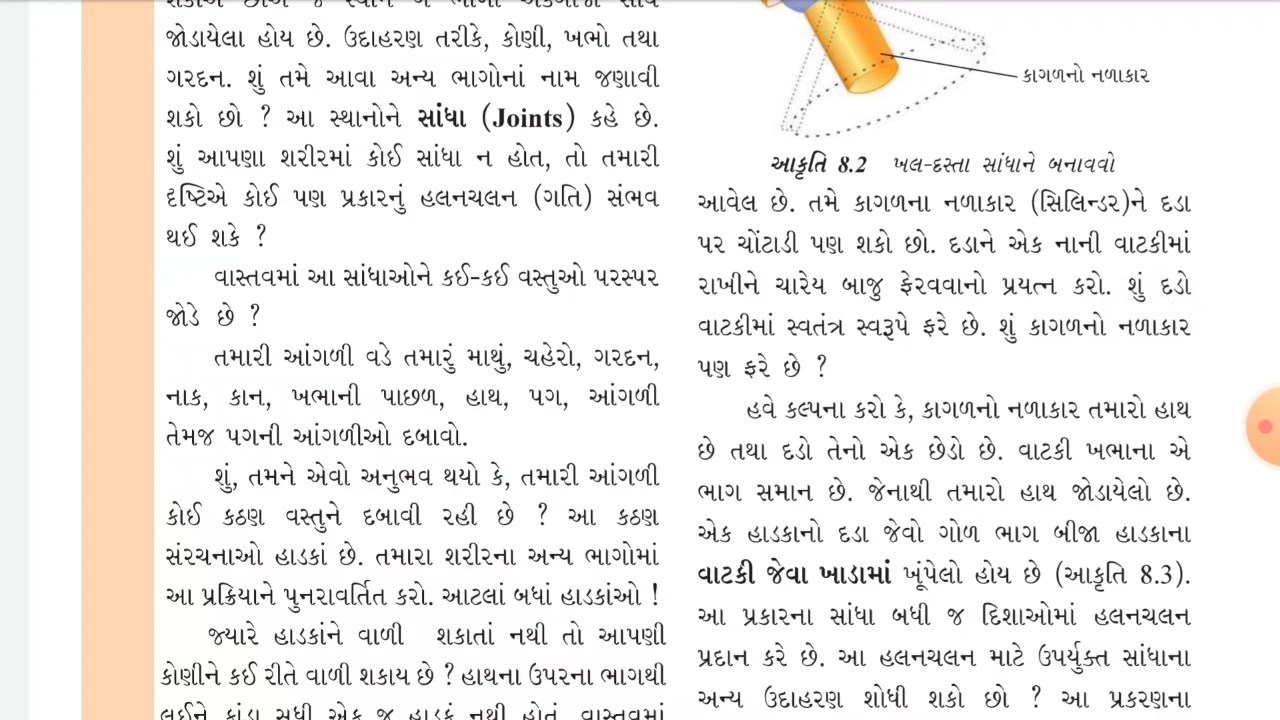 જોડાયેલા હોય છે. ઉદાહરણ તરીકે, કોણી, ખભો તથા
ગરદન. શું તમે આવા અન્ય ભાગોનાં નામ જણાવી
શકો છો ? આ સ્થાનોને સાંધા (Joints) કહે છે.
શું આપણા શરીરમાં કોઈ સાંધા ન હોત, તો તમારી
દૃષ્ટિએ કોઈ પણ પ્રકારનું હલનચલન (ગતિ) સંભવ
થઈ શકે ?
વાસ્તવમાં આ સાંધાઓને કઈ-કઈ વસ્તુઓ પરસ્પર
જોડે છે ?
તમારી આંગળી વડે તમારું માથું, ચહેરો, ગરદન,
નાક, કાન, ખભાની પાછળ, હાથ, પગ, આંગળી
તેમજ પગની આંગળીઓ દબાવો.
શું, તમને એવો અનુભવ થયો કે, તમારી આંગળી
કોઈ કઠણ વસ્તુને દબાવી રહી છે ? આ કઠણ
સંરચનાઓ હાડકાં છે. તમારા શરીરના અન્ય ભાગોમાં
આ પ્રક્રિયાને પુનરાવર્તિત કરો. આટલાં બધાં હાડકાંઓ !
જ્યારે હાડકાંને વાળી શકાતાં નથી તો આપણી
કોણીને કઈ રીતે વાળી શકાય છે ? હાથના ઉપરના ભાગથી
લઈને કાંડા સુધી એક જ હાડકું નથી હોતું. વાસ્તવમાં
કાગળનો નળાકાર
આકૃતિ 8.2 ખલ-દસ્તા સાંધાને બનાવવો
આવેલ છે. તમે કાગળના નળાકાર (સિલિન્ડર)ને દડા
પર ચોંટાડી પણ શકો છો. દડાને એક નાની વાટકીમાં
રાખીને ચારેય બાજુ ફેરવવાનો પ્રયત્ન કરો. શું દડો
વાટકીમાં સ્વતંત્ર સ્વરૂપે ફરે છે. શું કાગળનો નળાકાર
પણ ફરે છે ?
હવે કલ્પના કરો કે, કાગળનો નળાકાર તમારો હાથ
છે તથા દડો તેનો એક છેડો છે. વાટકી ખભાના એ
ભાગ સમાન છે. જેનાથી તમારો હાથ જોડાયેલો છે.
એક હાડકાનો દડા જેવો ગોળ ભાગ બીજા હાડકાના
વાટકી જેવા ખાડામાં ખૂંપેલો હોય છે (આકૃતિ 8.3).
આ પ્રકારના સાંધા બધી જ દિશાઓમાં હલનચલન
પ્રદાન કરે છે. આ હલનચલન માટે ઉપર્યુક્ત સાંધાના
અન્ય ઉદાહરણ શોધી શકો છો ? આ પ્રકરણના